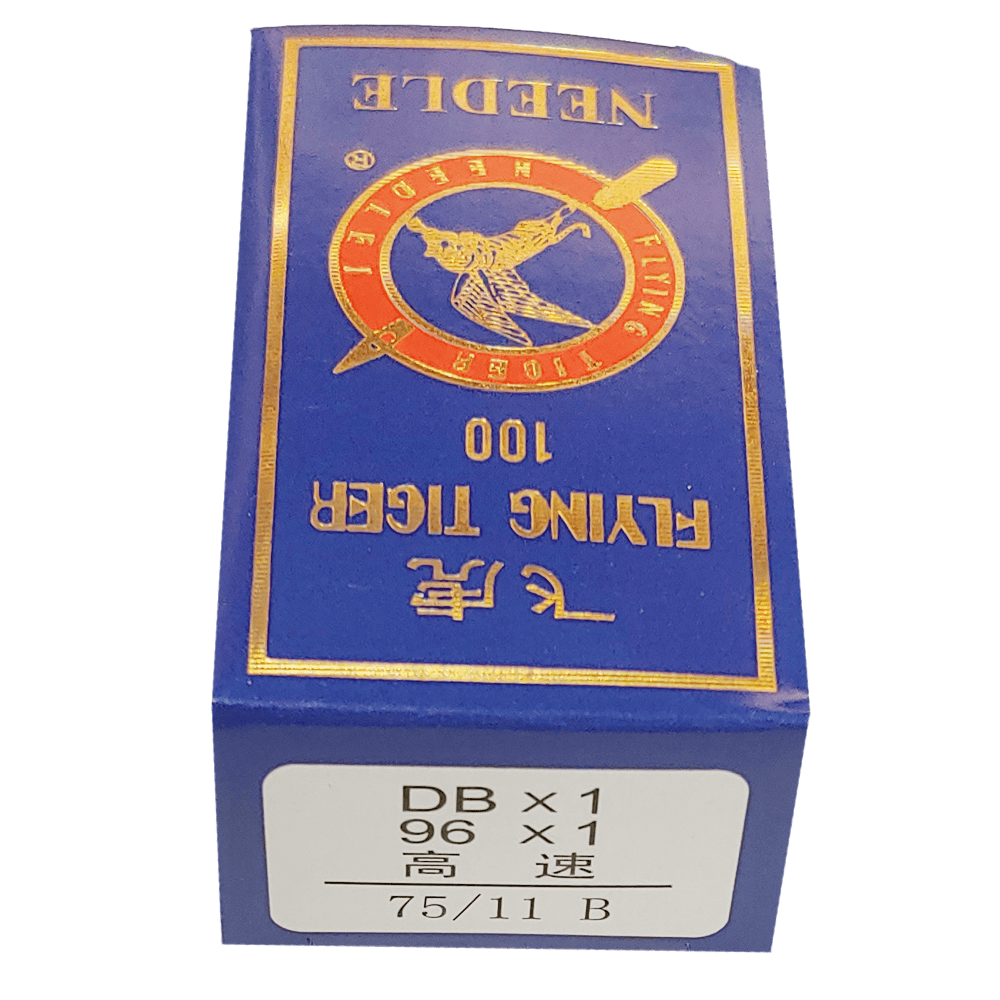 飞虎
FLYING TIGER
100
FLYING TIGER
NEEDLE
®
NEEDLE
DB x 1
96 x 1
高 速
75/11 B